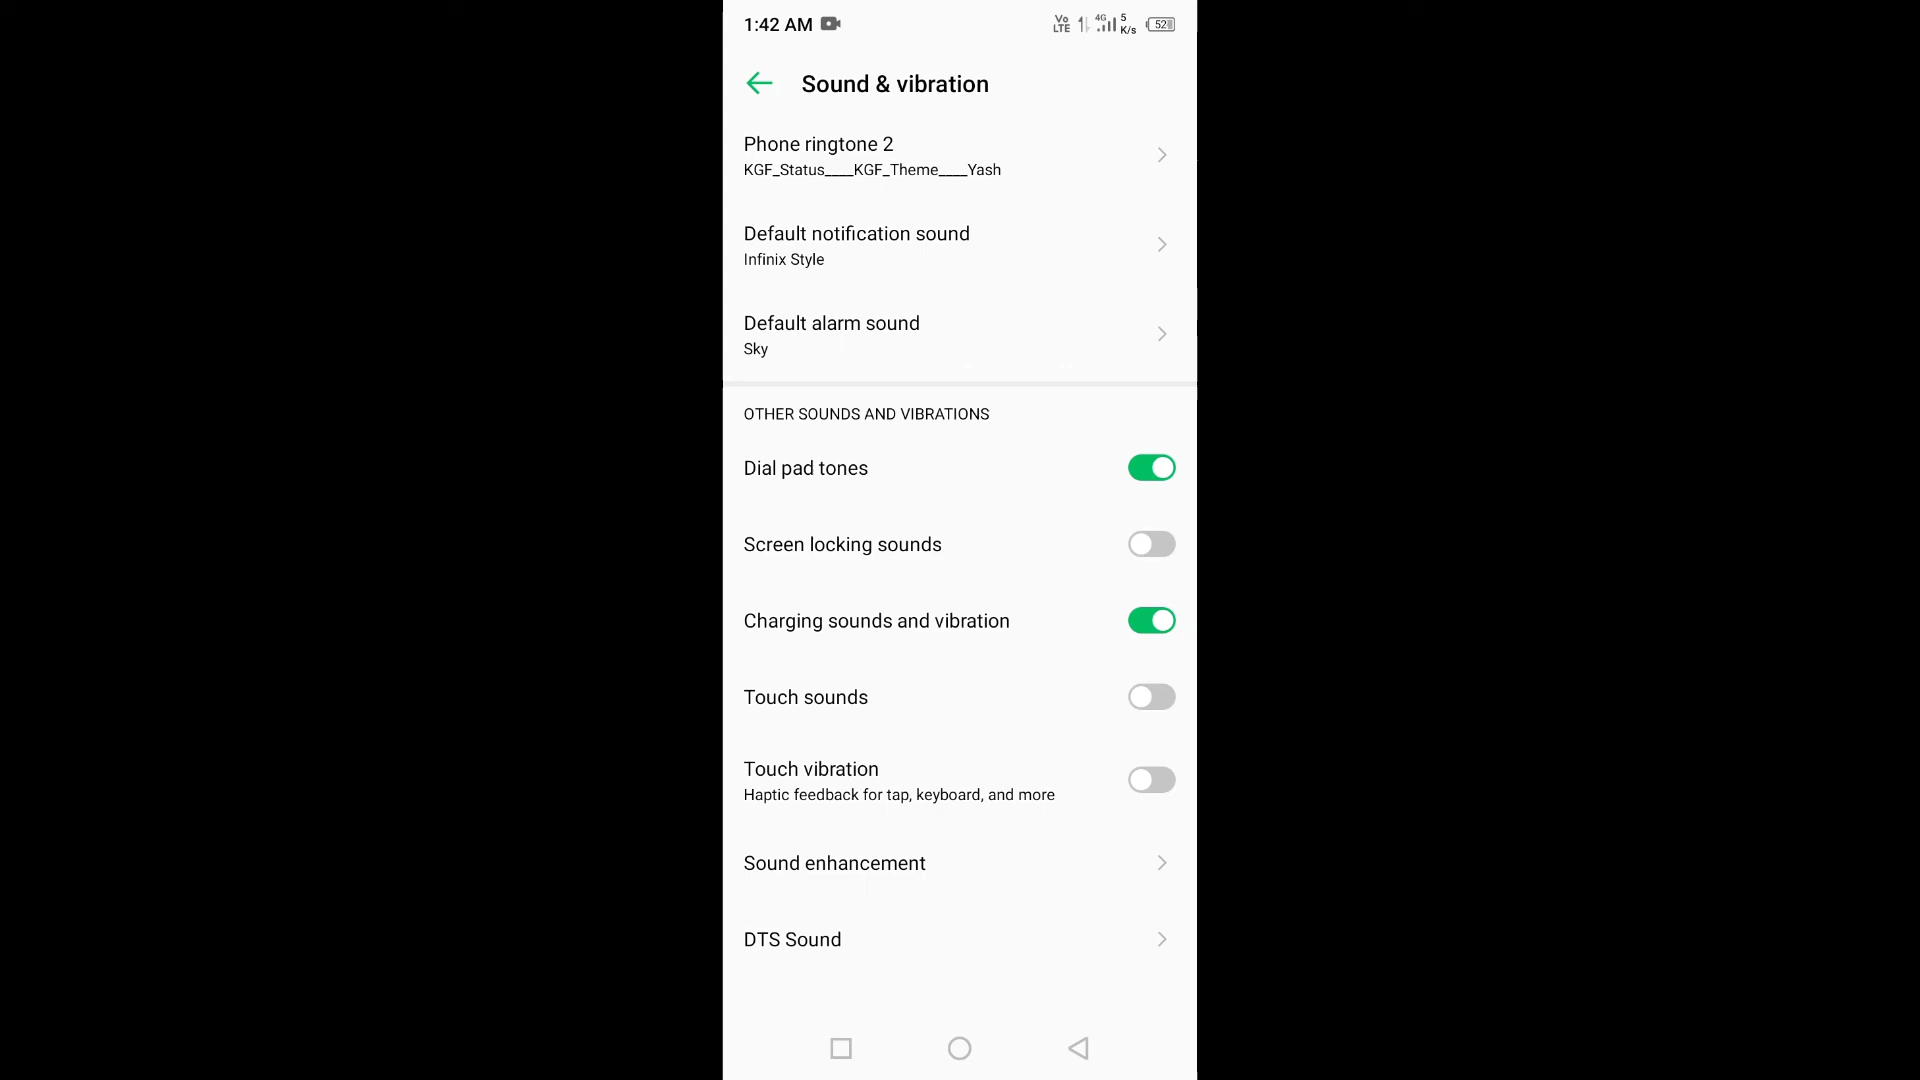 1:42 AM
Vo LTE 4G 5 K/s 52
Sound & vibration
Phone ringtone 2
KGF_Status____KGF_Theme____Yash
Default notification sound
Infinix Style
Default alarm sound
Sky
OTHER SOUNDS AND VIBRATIONS
Dial pad tones
Screen locking sounds
Charging sounds and vibration
Touch sounds
Touch vibration
Haptic feedback for tap, keyboard, and more
Sound enhancement
DTS Sound